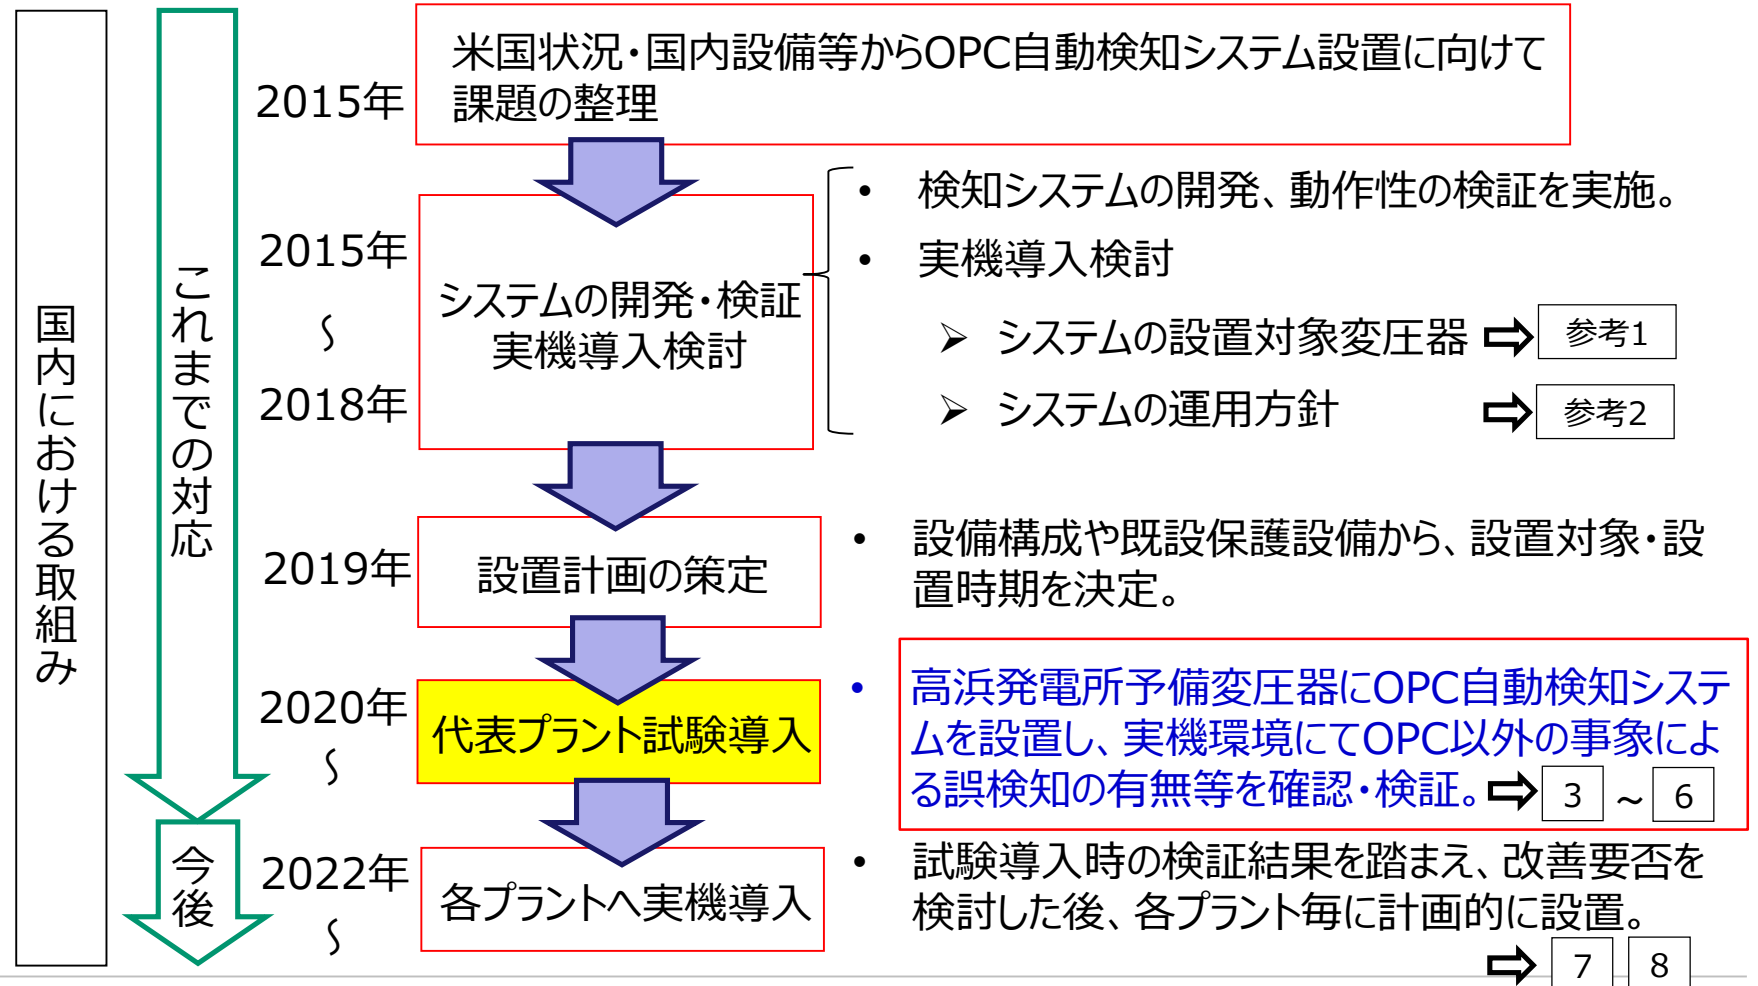 国内における取組み
これまでの対応
今後
2015年
米国状況・国内設備等からOPC自動検知システム設置に向けて
課題の整理
2015年
～
2018年
システムの開発・検証
実機導入検討
• 検知システムの開発、動作性の検証を実施。
• 実機導入検討
➢ システムの設置対象変圧器 ⇨ 参考1
➢ システムの運用方針 ⇨ 参考2
2019年
設置計画の策定
• 設備構成や既設保護設備から、設置対象・設
置時期を決定。
2020年
～
代表プラント試験導入
• 高浜発電所予備変圧器にOPC自動検知システ
ムを設置し、実機環境にてOPC以外の事象によ
る誤検知の有無等を確認・検証。⇨ 3 ～ 6
2022年
～
各プラントへ実機導入
• 試験導入時の検証結果を踏まえ、改善要否を
検討した後、各プラント毎に計画的に設置。
⇨ 7 8